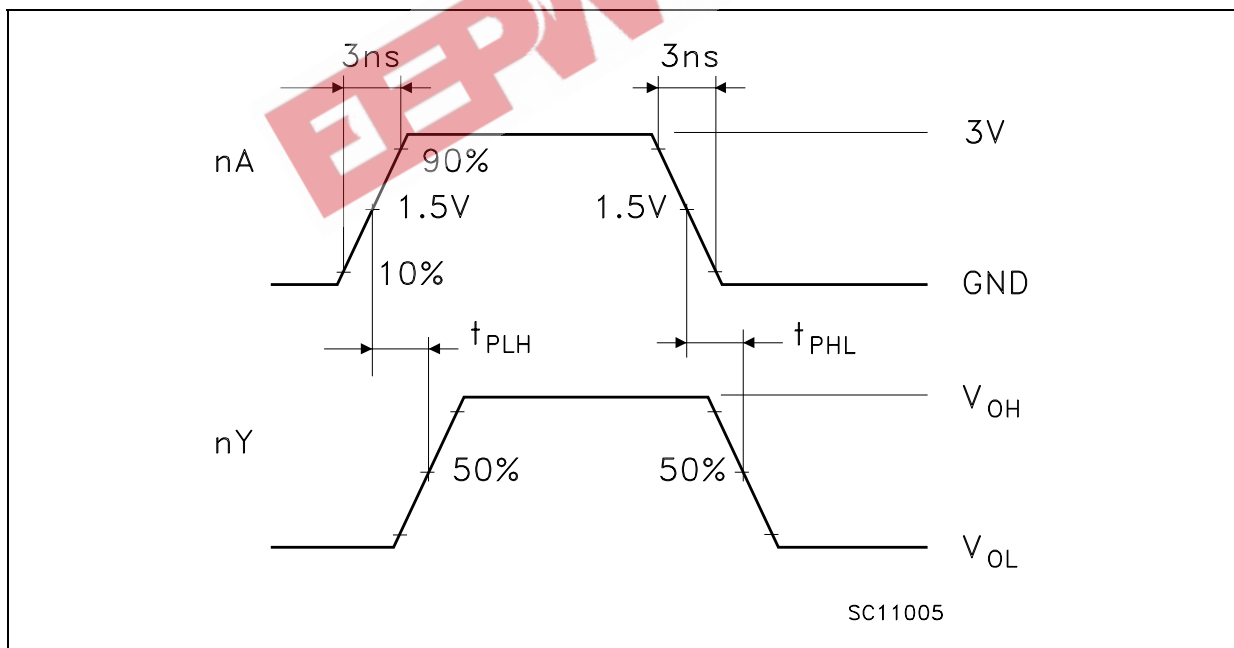 3ns 3ns
nA 3V
90%
1.5V 1.5V
10% GND
tPLH tPHL
VOH
nY
50% 50%
VOL
SC11005